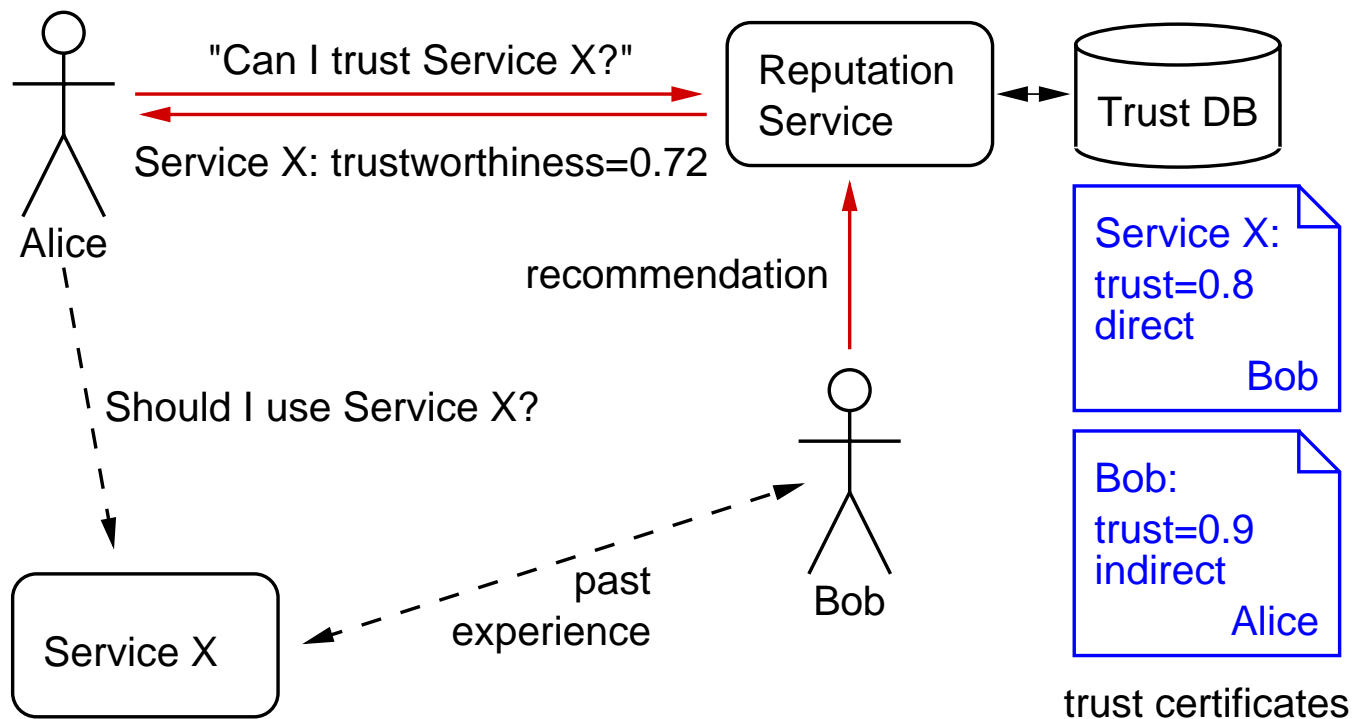 "Can I trust Service X?"
Reputation
Service
Trust DB
Service X: trustworthiness=0.72
Alice
recommendation
Service X:
trust=0.8
direct
Bob
Should I use Service X?
Bob:
trust=0.9
indirect
Alice
past
experience
Bob
Service X
trust certificates